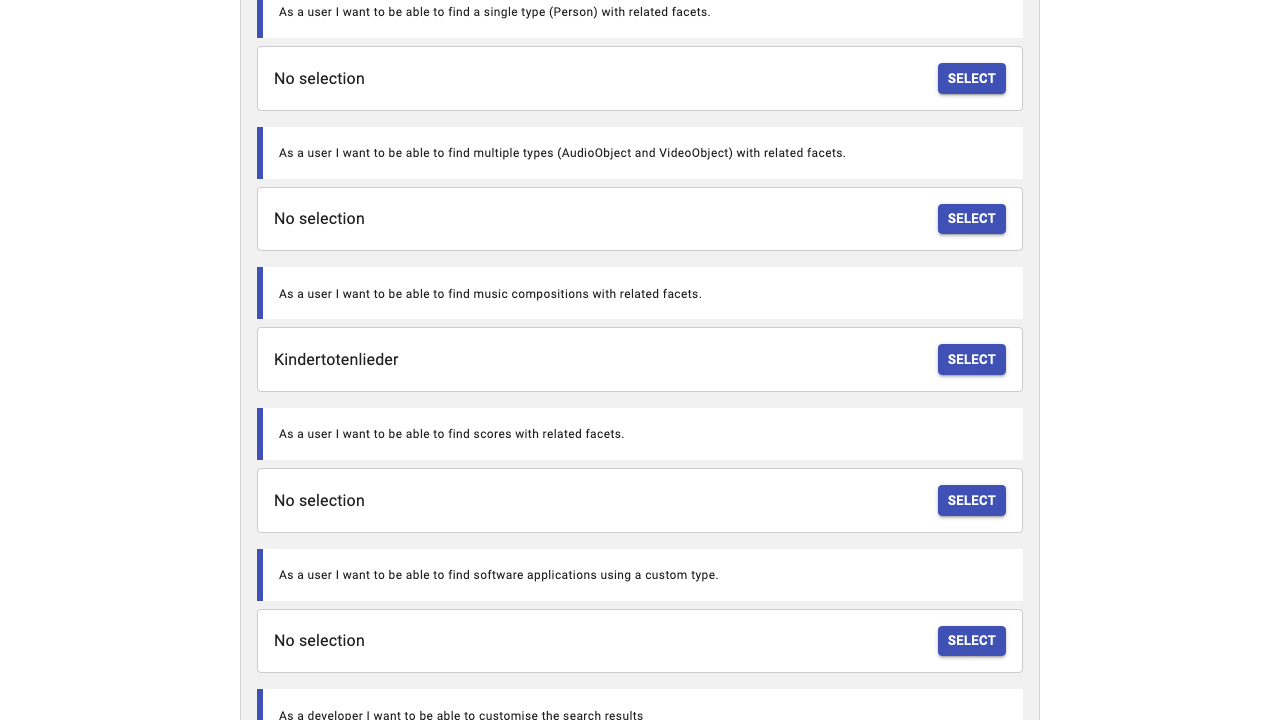 As a user I want to be able to find a single type (Person) with related facets.
No selection
SELECT
As a user I want to be able to find multiple types (AudioObject and VideoObject) with related facets.
No selection
SELECT
As a user I want to be able to find music compositions with related facets.
Kindertotenlieder
SELECT
As a user I want to be able to find scores with related facets.
No selection
SELECT
As a user I want to be able to find software applications using a custom type.
No selection
SELECT
As a developer I want to be able to customise the search results